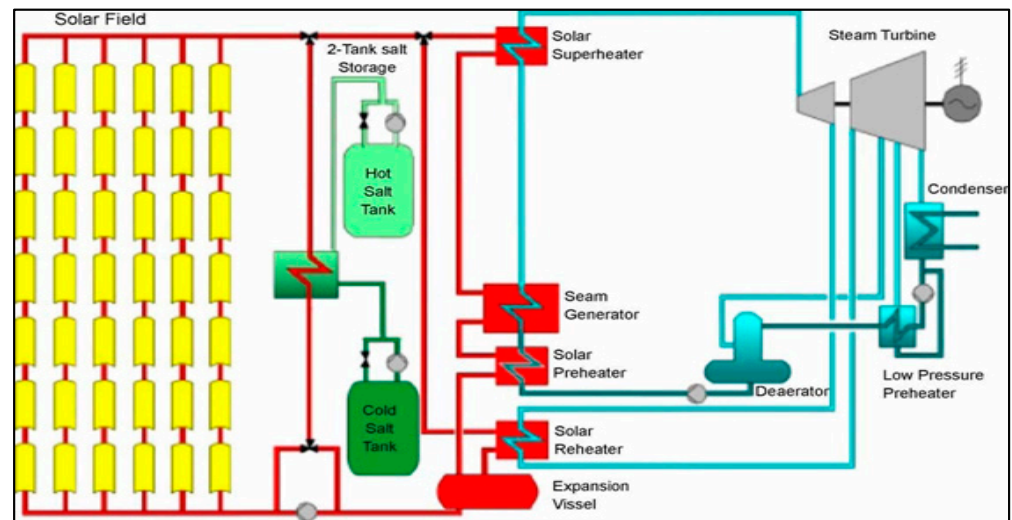 Solar Field
2-Tank salt
Storage
Solar
Superheater
Steam Turbine
Hot
Salt
Tank
Condenser
Seam
Generator
Solar
Preheater
Deaerator
Low Pressure
Preheater
Cold
Salt
Tank
Solar
Reheater
Expansion
Vissel